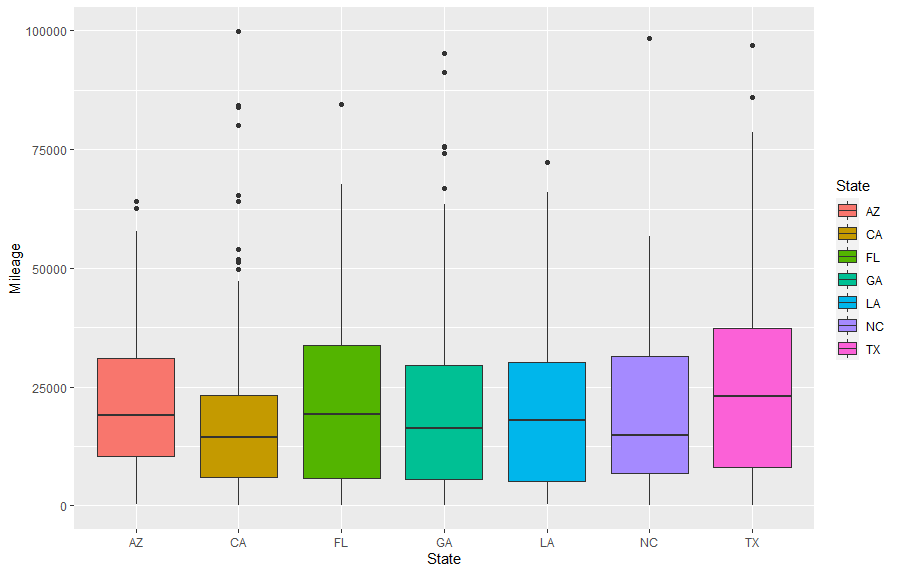 100000
75000
50000
25000
0
Mileage
AZ CA FL GA LA NC TX
State
State
AZ
CA
FL
GA
LA
NC
TX